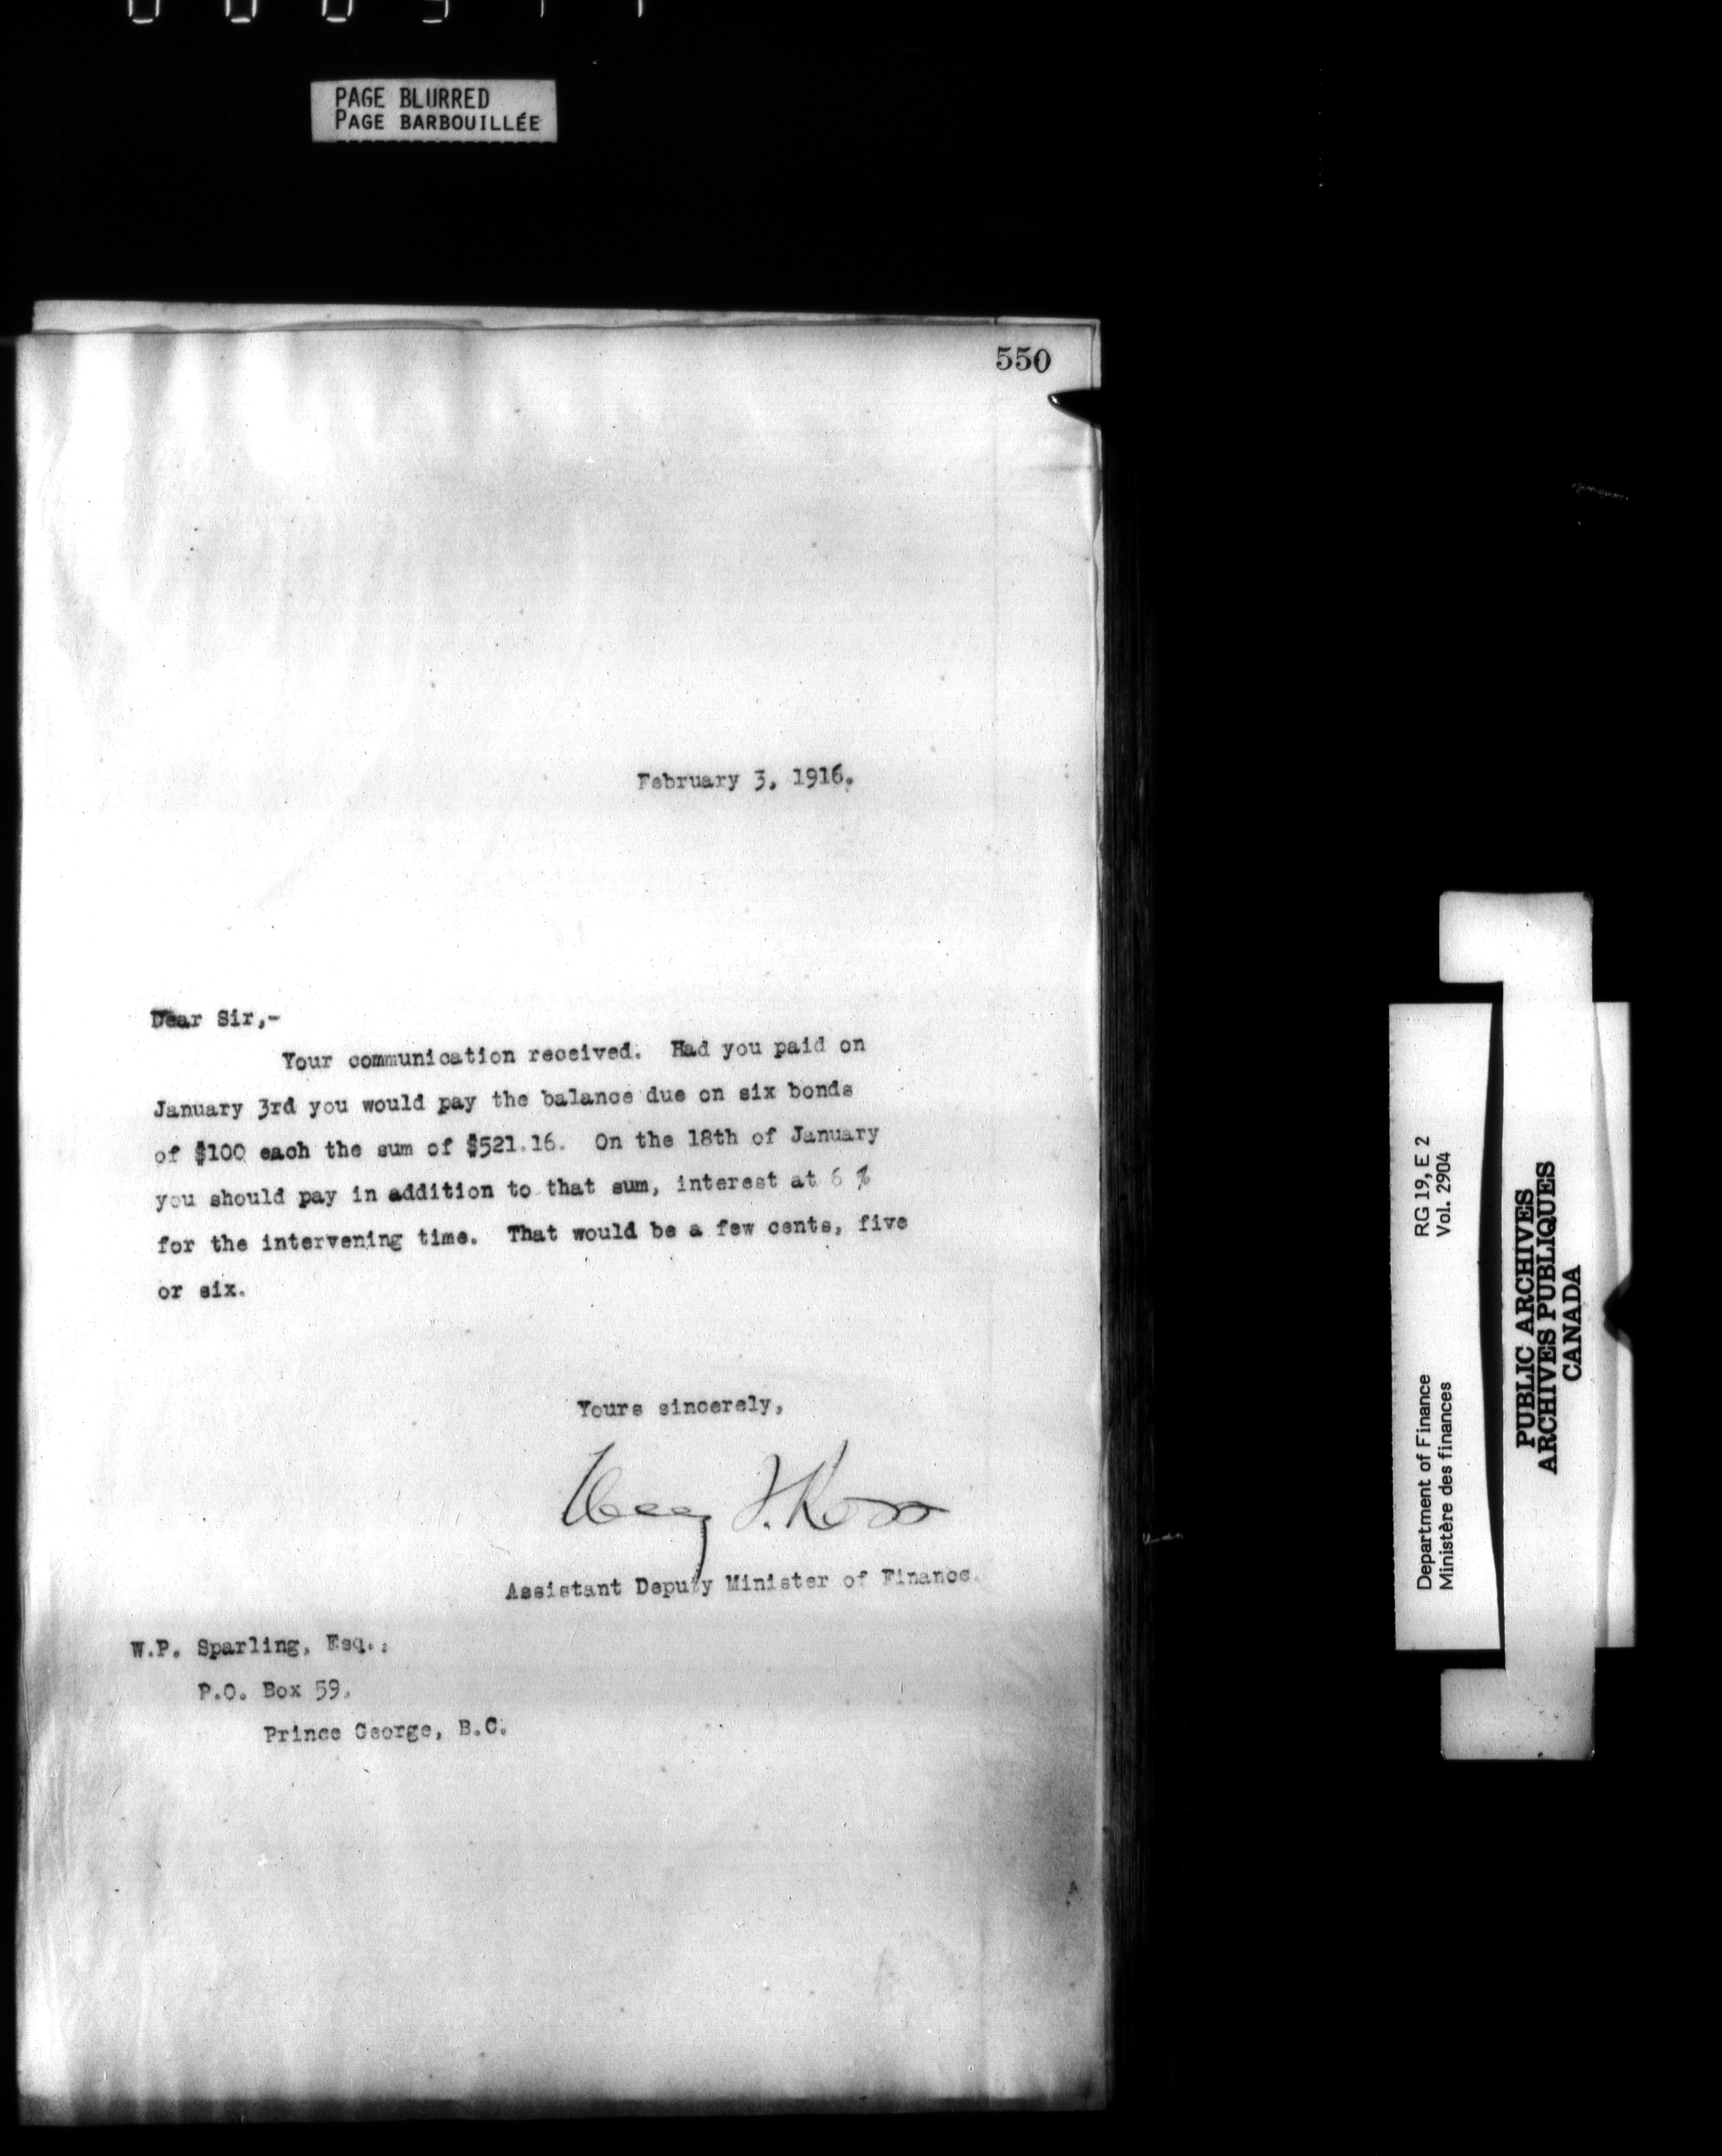 PAGE BLURRED
PAGE BARBOUILLÉE
550
February 3, 1916.
Dear Sir,-
Your communication received. Had you paid on
January 3rd you would pay the balance due on six bonds
of $100 each the sum of $521.16. On the 18th of January
you should pay in addition to that sum, interest at 6 %
for the intervening time. That would be a few cents, five
or six.
Yours sincerely,
Assistant Deputy Minister of Finance.
W.P. Sparling, Esq.,
P.O. Box 59,
Prince George, B.C.
Department of Finance RG 19, E 2
Ministère des finances Vol. 2904
PUBLIC ARCHIVES
ARCHIVES PUBLIQUES
CANADA